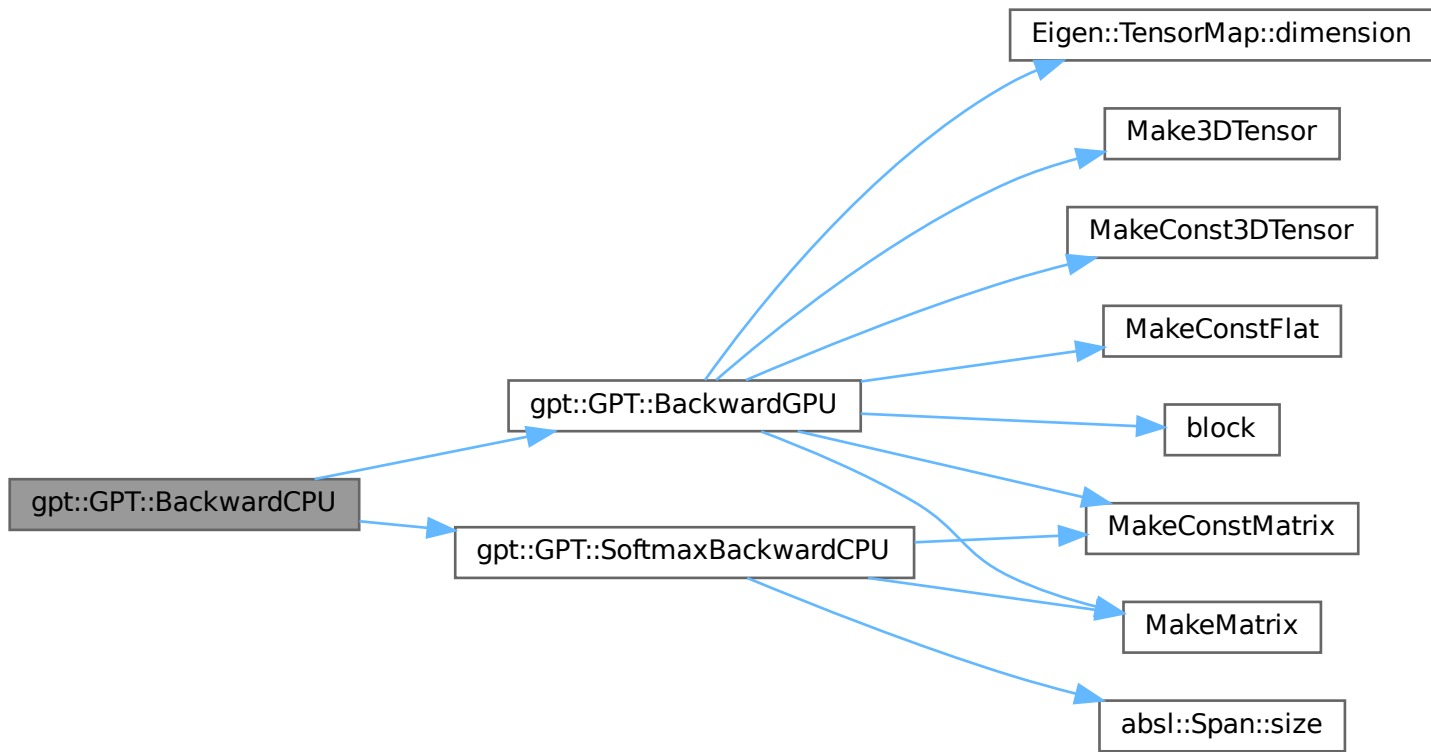 Eigen::TensorMap::dimension
Make3DTensor
MakeConst3DTensor
MakeConstFlat
gpt::GPT::BackwardGPU
block
gpt::GPT::BackwardCPU
MakeConstMatrix
gpt::GPT::SoftmaxBackwardCPU
MakeMatrix
absl::Span::size